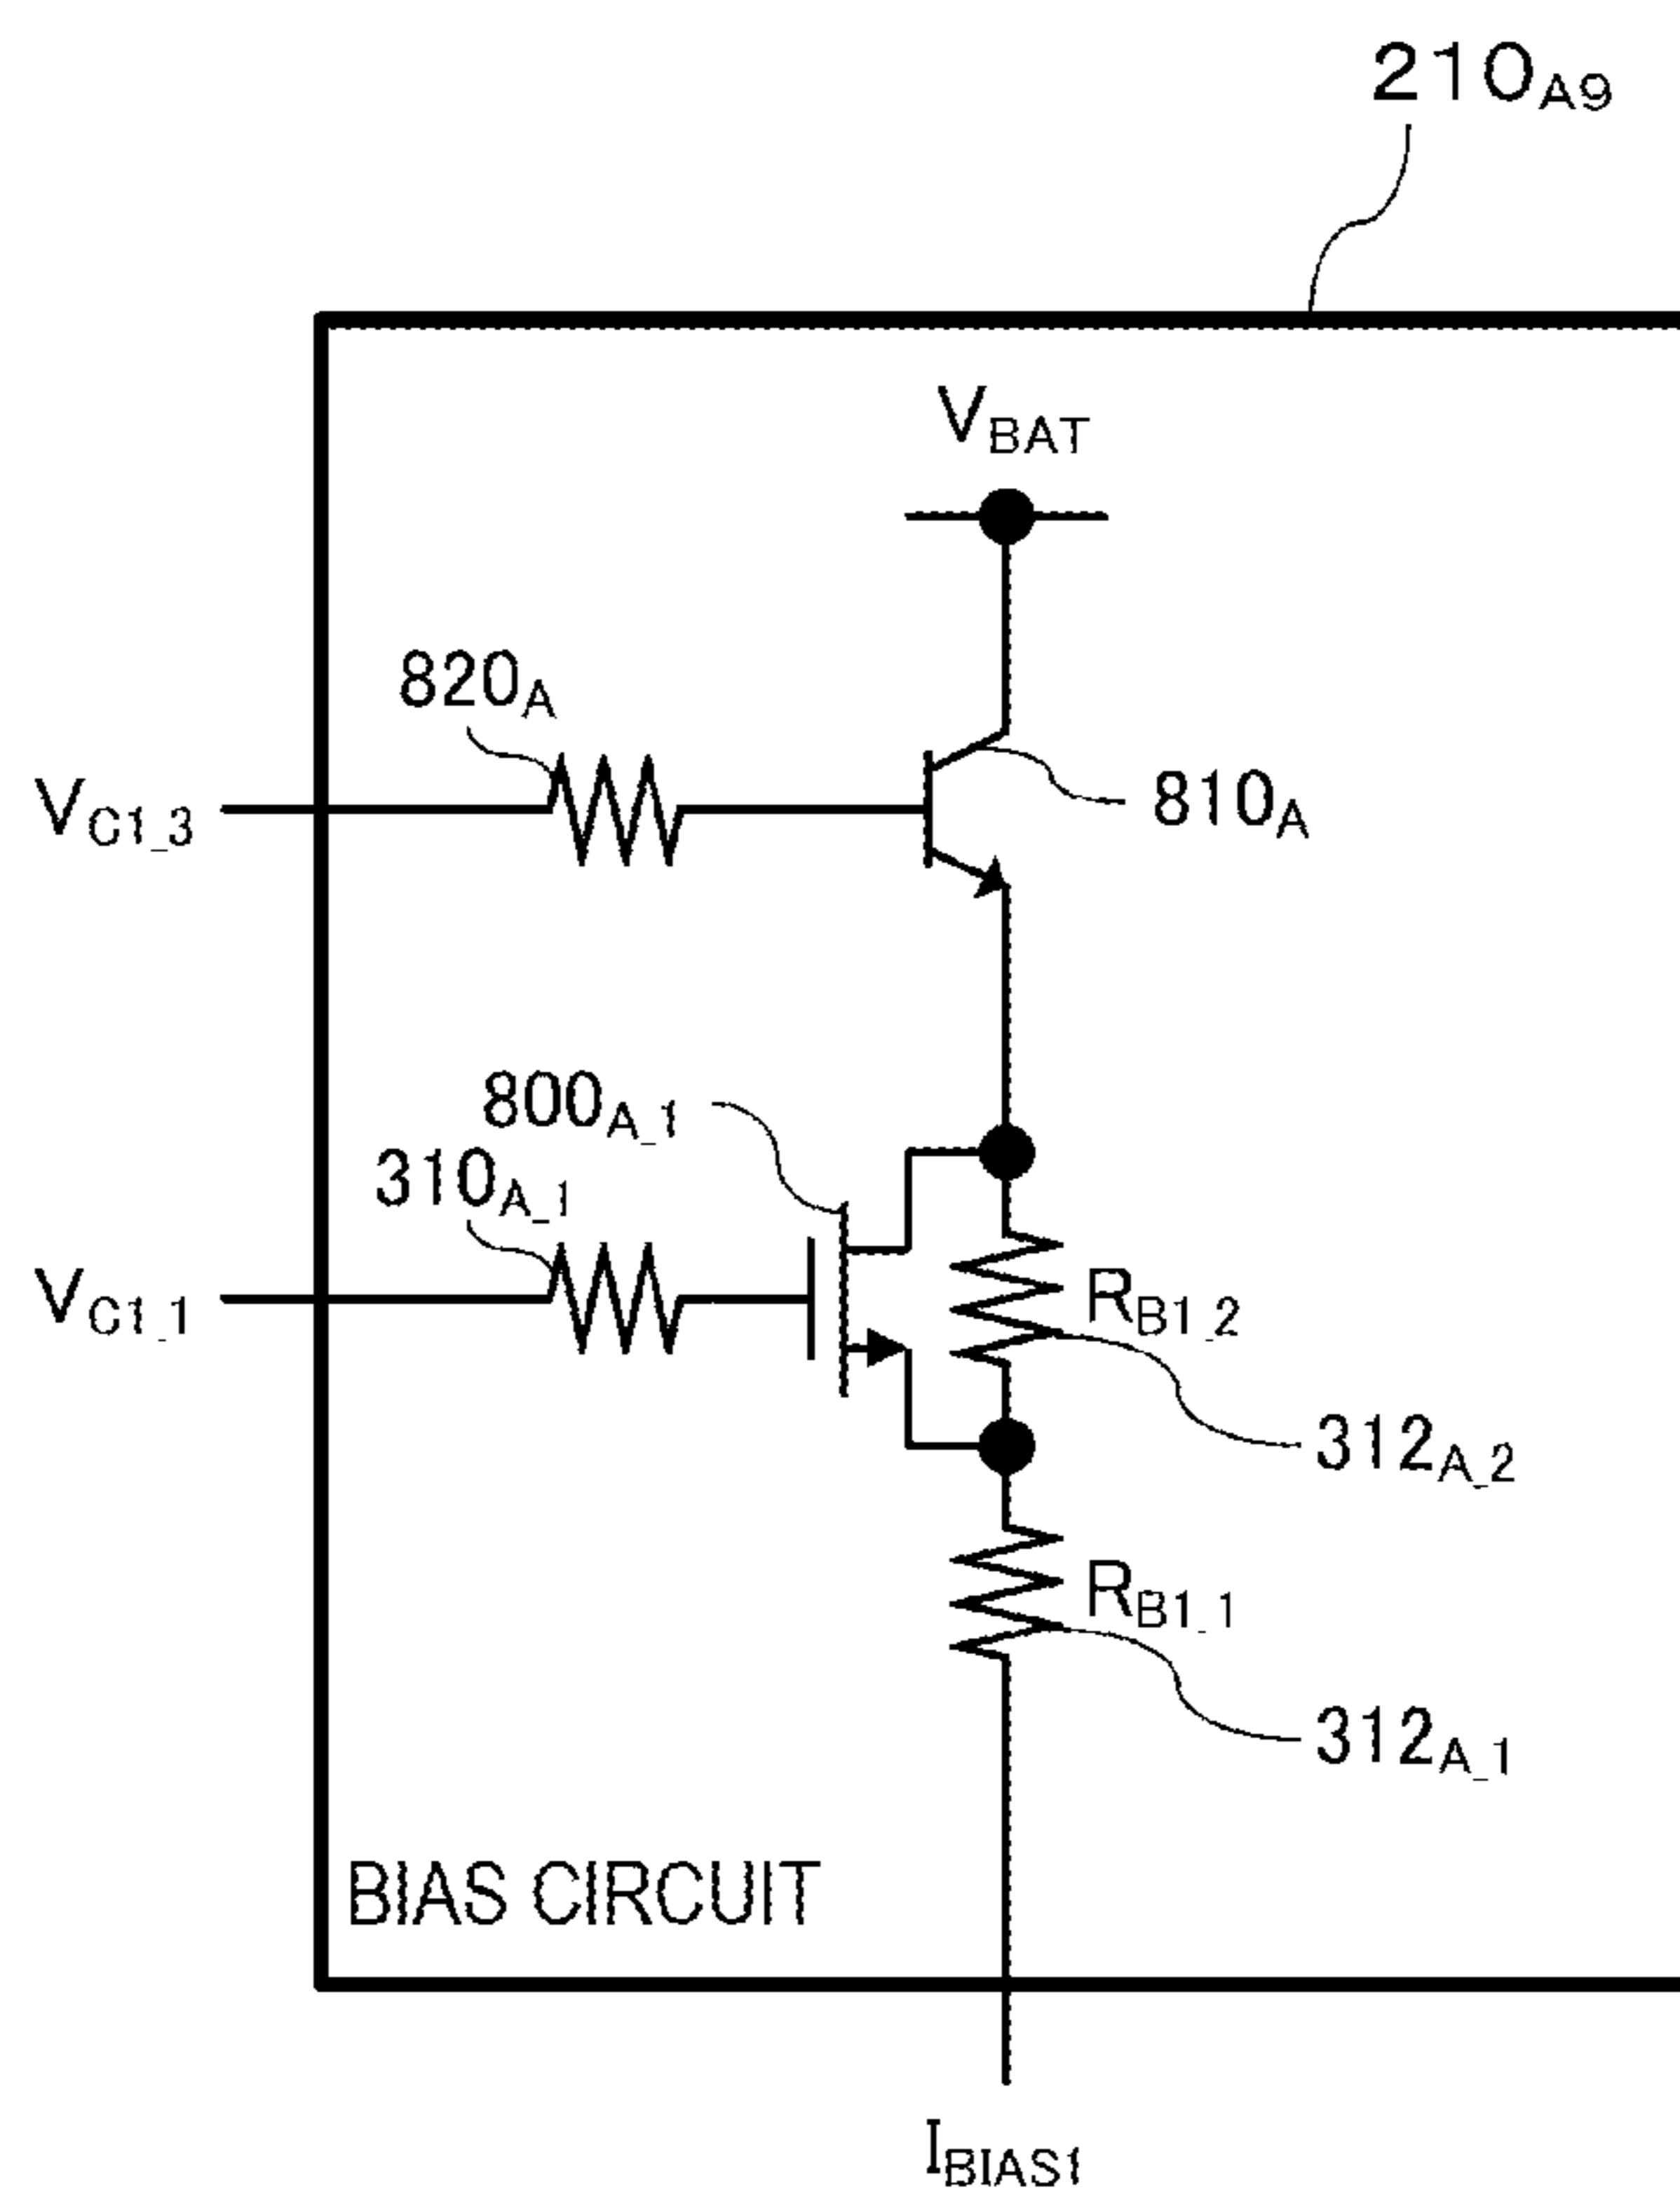 210A9
VBAT
820A
VC1_3
810A
800A_1
310A_1
VC1_1
RB1_2
312A_2
RB1_1
312A_1
BIAS CIRCUIT
IBIAS1